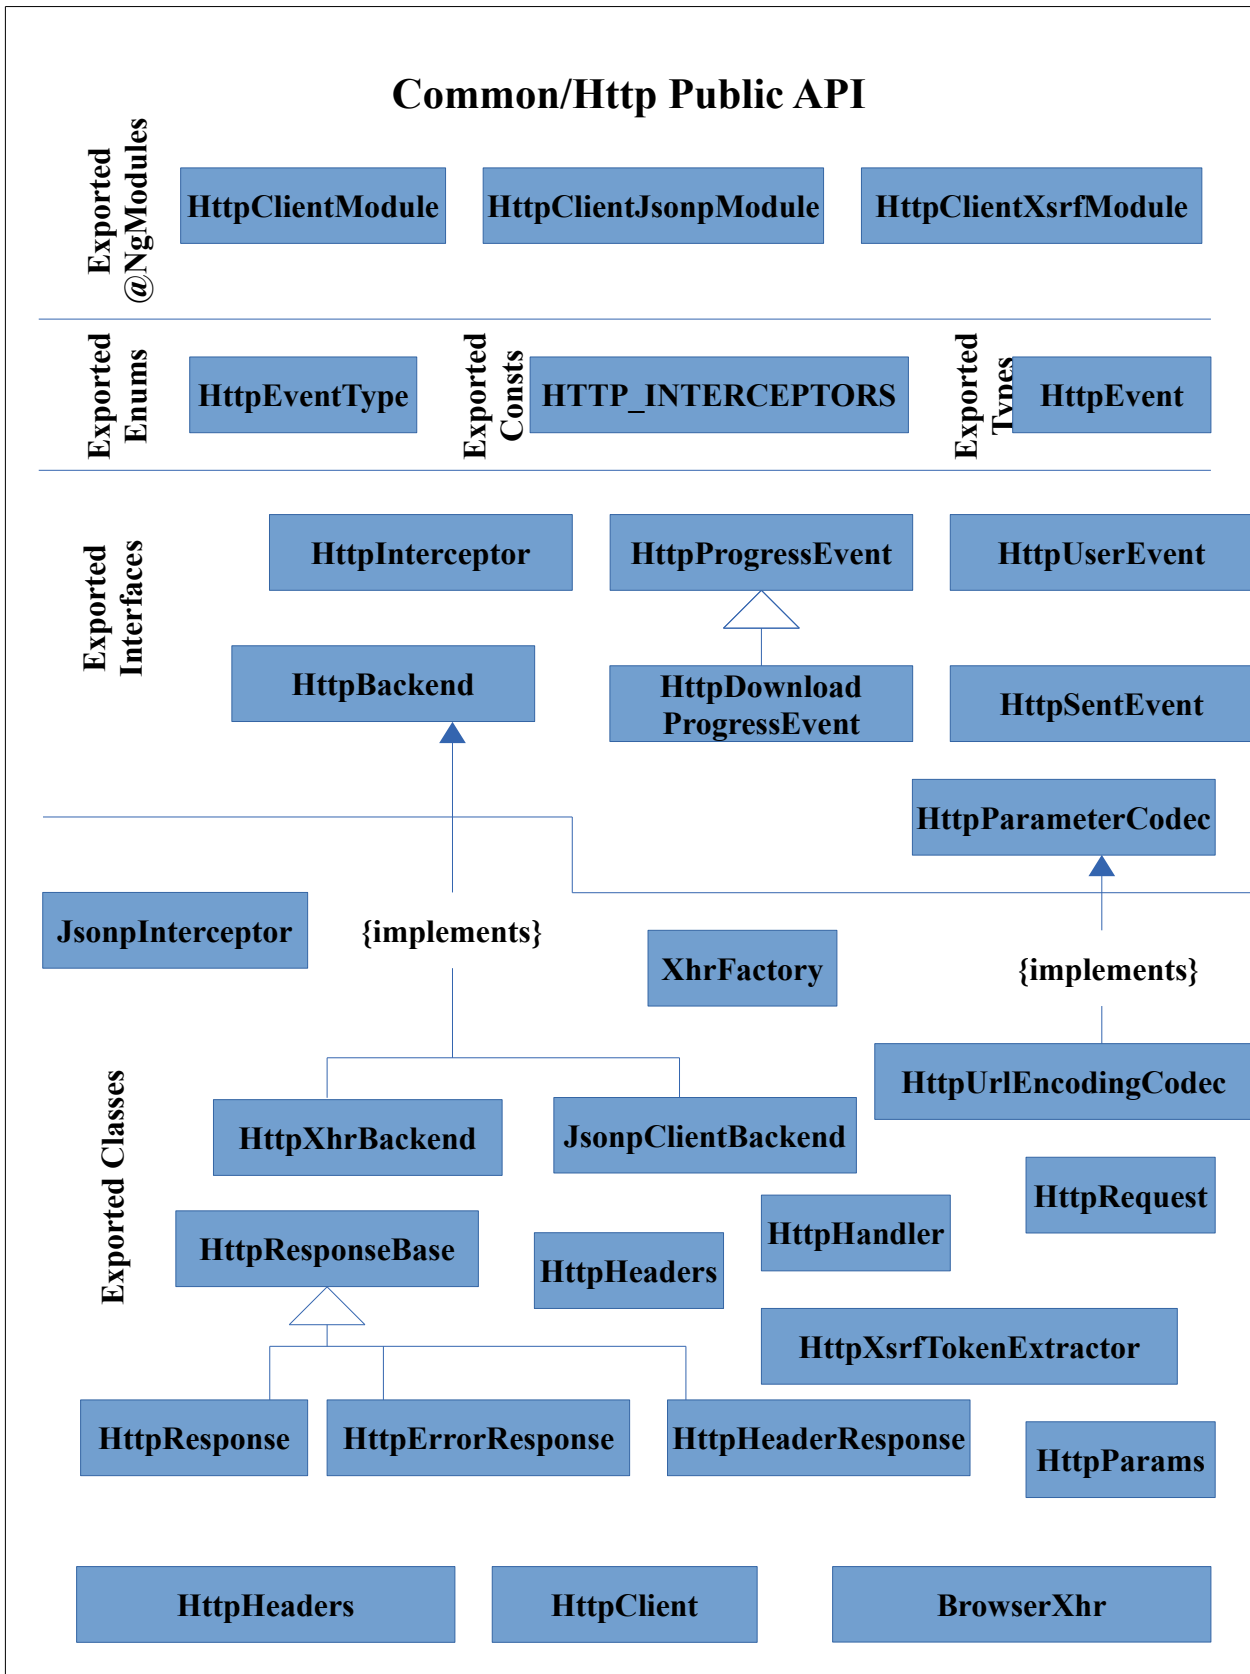 Common/Http Public API
Exported
@NgModules
HttpClientModule
HttpClientJsonpModule
HttpClientXsrfModule
Exported
Enums
HttpEventType
Exported
Consts
HTTP_INTERCEPTORS
Exported
Types
HttpEvent
Exported
Interfaces
HttpInterceptor
HttpProgressEvent
HttpUserEvent
HttpBackend
HttpDownload
ProgressEvent
HttpSentEvent
HttpParameterCodec
JsonpInterceptor
{implements}
XhrFactory
{implements}
Exported Classes
HttpUrlEncodingCodec
HttpXhrBackend
JsonpClientBackend
HttpRequest
HttpResponseBase
HttpHandler
HttpHeaders
HttpXsrfTokenExtractor
HttpResponse
HttpErrorResponse
HttpHeaderResponse
HttpParams
HttpHeaders
HttpClient
BrowserXhr